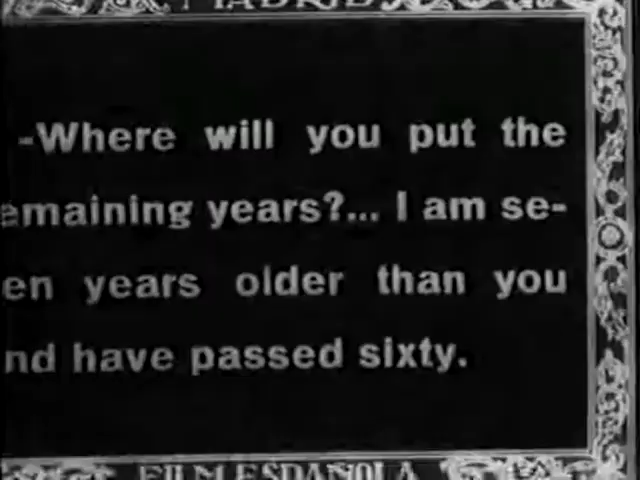 MADRID
-Where will you put the
emaining years?... I am se-
en years older than you
nd have passed sixty.
FILM ESPAÑOLA